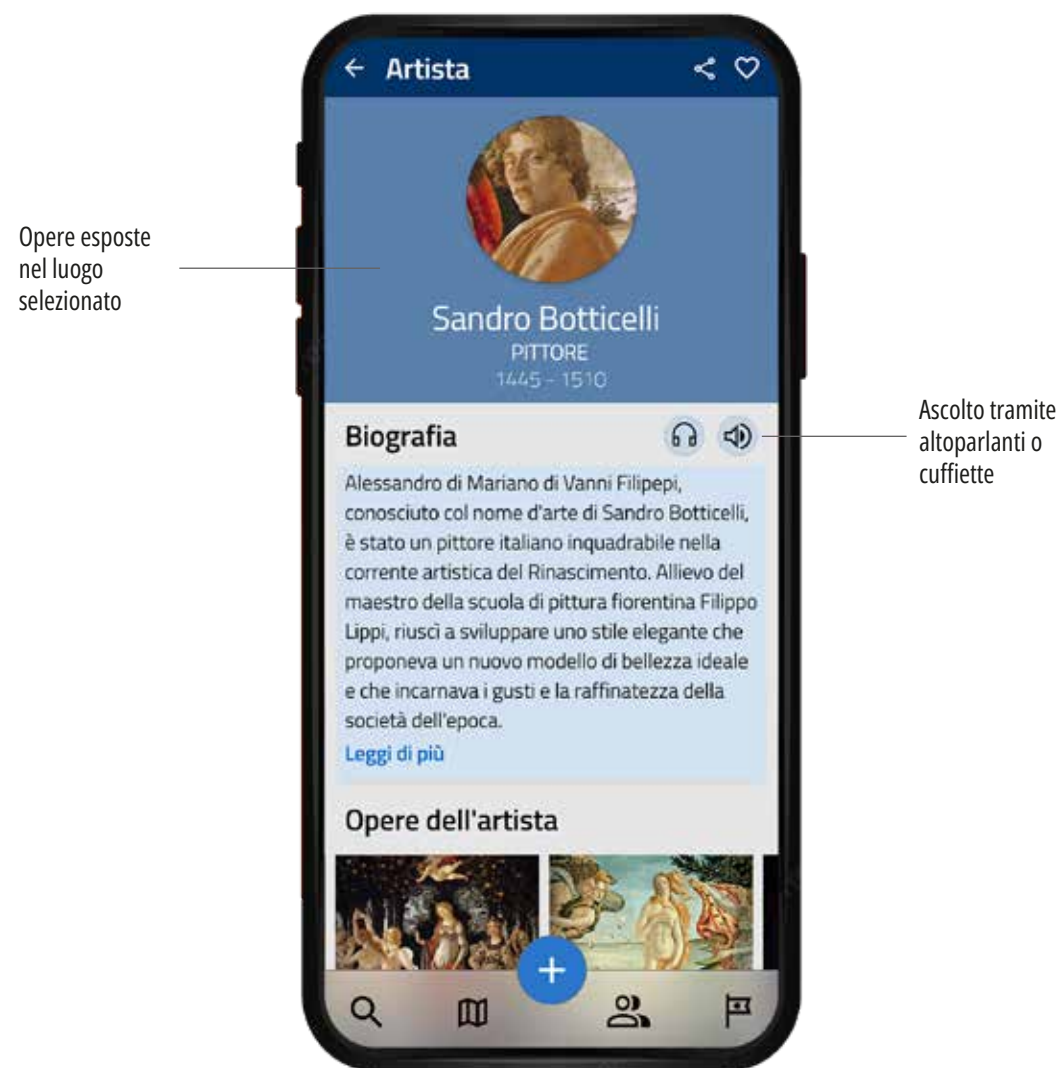 Artista
Opere esposte
nel luogo
selezionato
Sandro Botticelli
PITTORE
1445 - 1510
Biografia
Ascolto tramite
altoparlanti o
cuffiette
Alessandro di Mariano di Vanni Filipepi,
conosciuto col nome d'arte di Sandro Botticelli,
è stato un pittore italiano inquadrabile nella
corrente artistica del Rinascimento. Allievo del
maestro della scuola di pittura fiorentina Filippo
Lippi, riuscì a sviluppare uno stile elegante che
proponeva un nuovo modello di bellezza ideale
e che incarnava i gusti e la raffinatezza della
società dell'epoca.
Leggi di più
Opere dell'artista